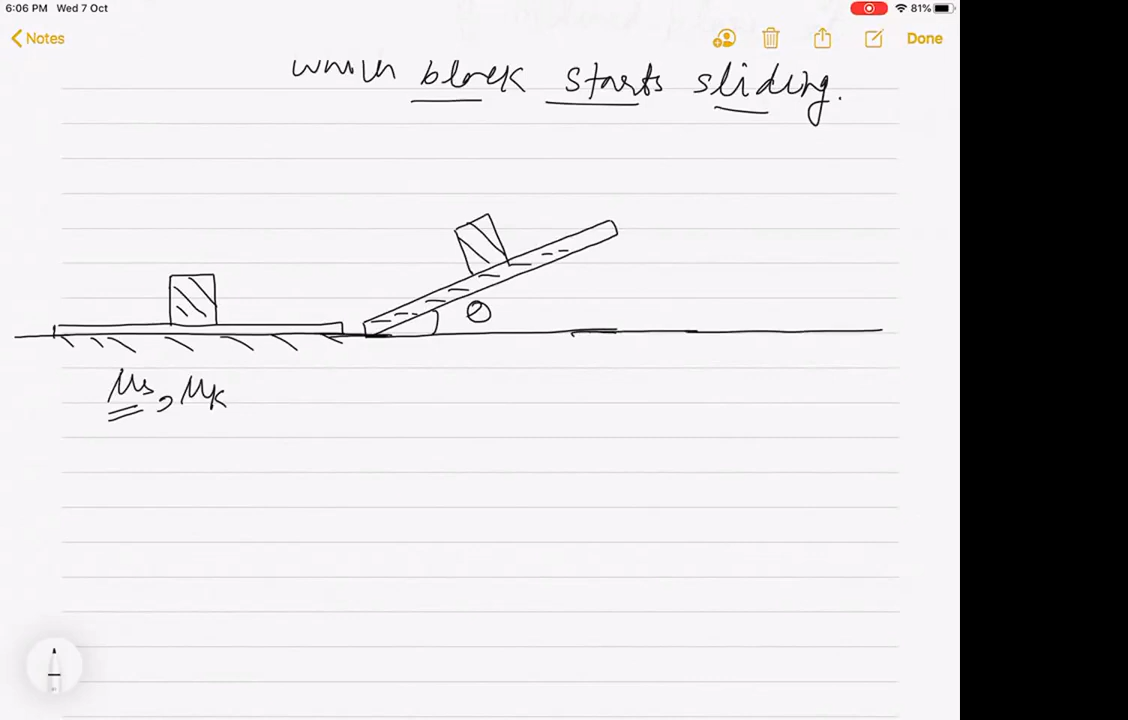 6:06 PM Wed 7 Oct
81%
Notes
Done
which block starts sliding.
θ
μs, μk